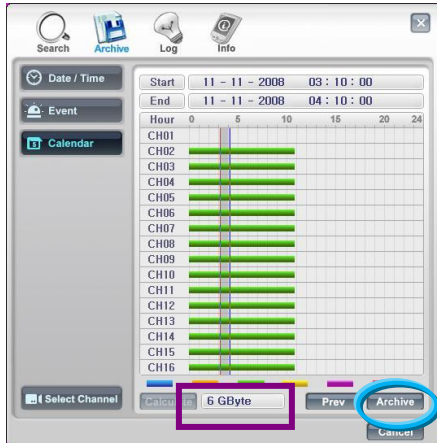 Search Archive Log Info
Date / Time
Event
Calendar
Start 11 - 11 - 2008 03 : 10 : 00
End 11 - 11 - 2008 04 : 10 : 00
Hour 0 5 10 15 20 24
CH01
CH02
CH03
CH04
CH05
CH06
CH07
CH08
CH09
CH10
CH11
CH12
CH13
CH14
CH15
CH16
Select Channel
Calculate 6 GByte Prev Archive
Cancel